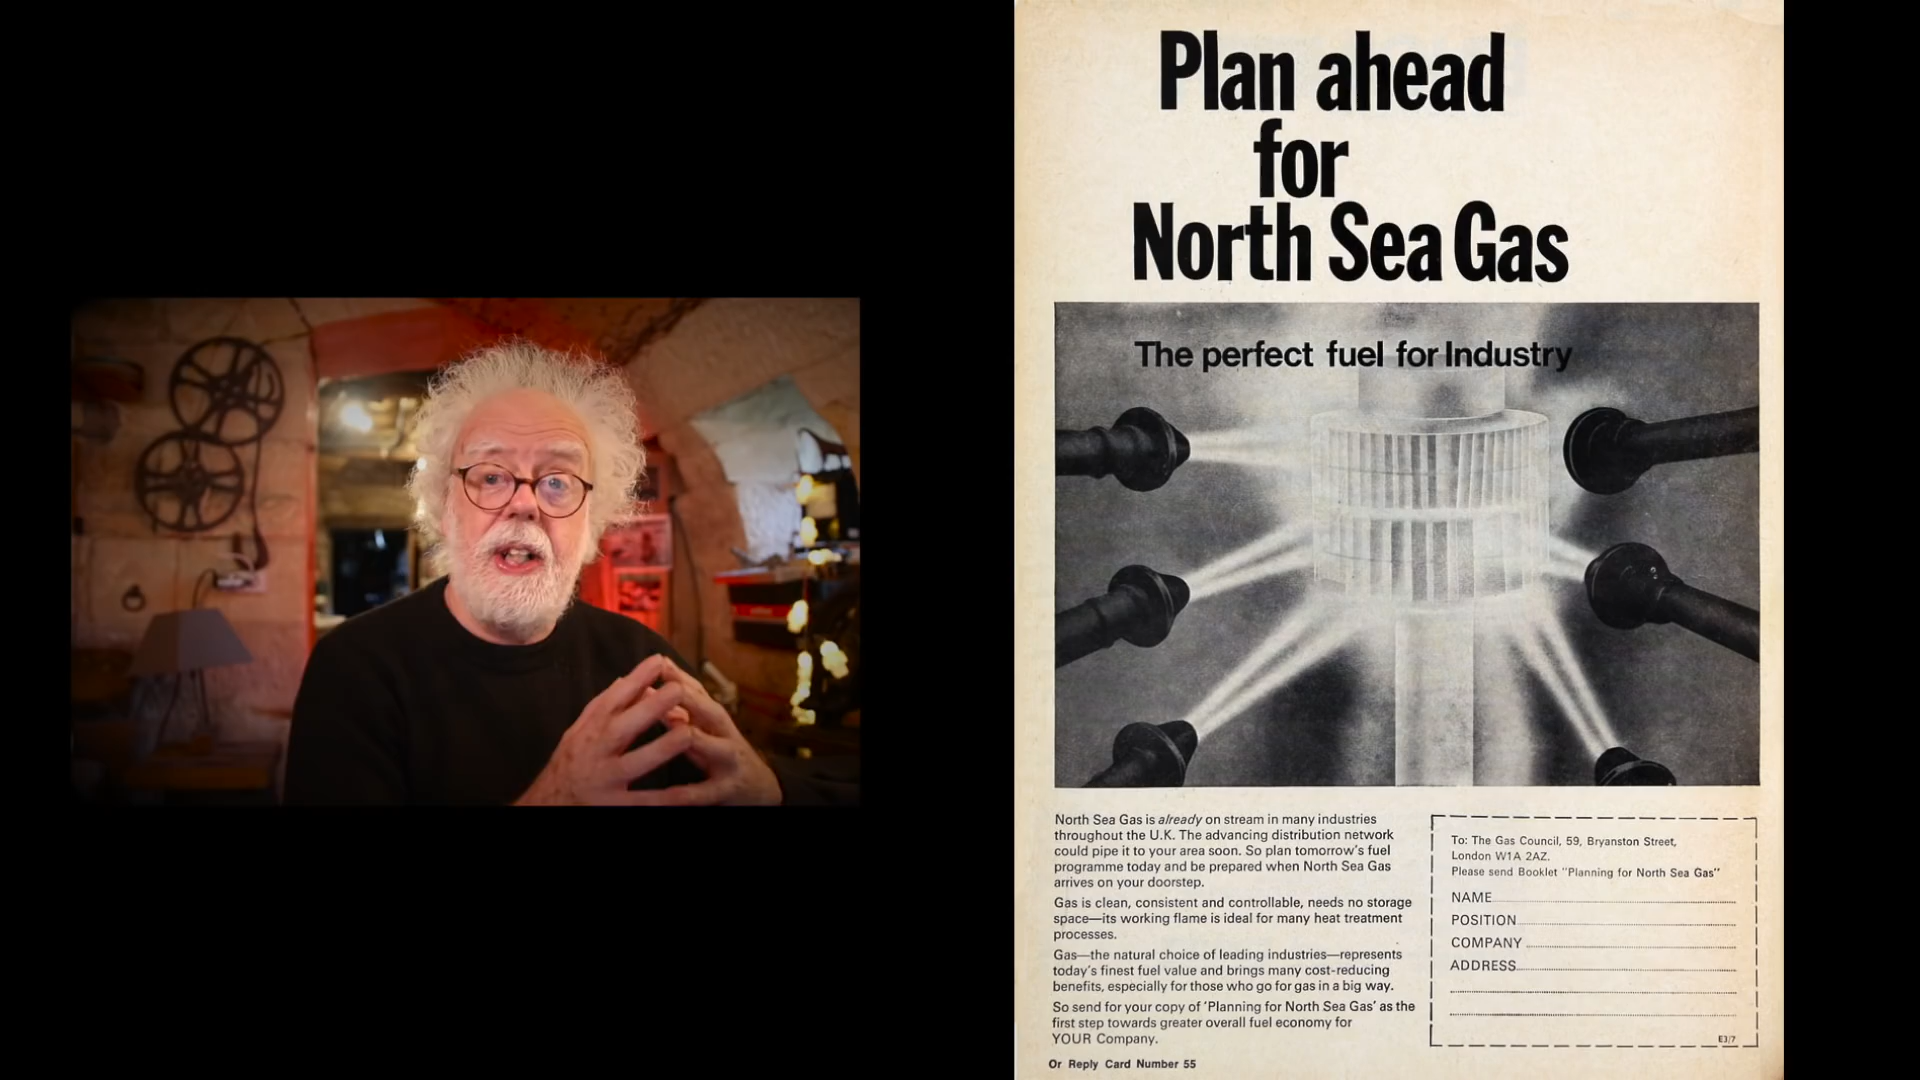 Plan ahead
for
North Sea Gas
The perfect fuel for Industry
North Sea Gas is already on stream in many industries
throughout the U.K. The advancing distribution network
could pipe it to your area soon. So plan tomorrow's fuel
programme today and be prepared when North Sea Gas
arrives on your doorstep.
Gas is clean, consistent and controllable, needs no storage
space—its working flame is ideal for many heat treatment
processes.
Gas—the natural choice of leading industries—represents
today's finest fuel value and brings many cost-reducing
benefits, especially for those who go for gas in a big way.
So send for your copy of 'Planning for North Sea Gas' as the
first step towards greater overall fuel economy for
YOUR Company.
Or Reply Card Number 55
To: The Gas Council, 59, Bryanston Street,
London W1A 2AZ.
Please send Booklet "Planning for North Sea Gas"
NAME
POSITION
COMPANY
ADDRESS
E3/7